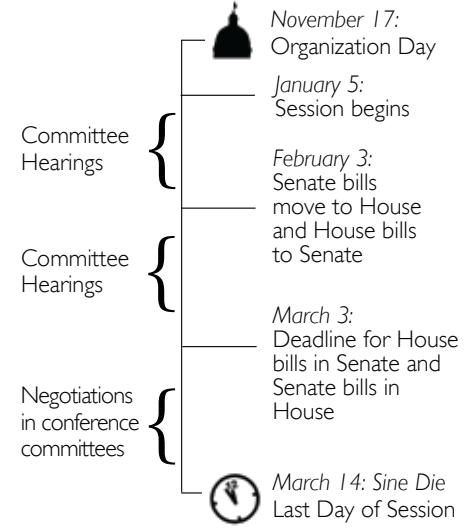 November 17:
Organization Day
January 5:
Session begins
Committee
Hearings
February 3:
Senate bills
move to House
and House bills
to Senate
Committee
Hearings
March 3:
Deadline for House
bills in Senate and
Senate bills in
House
Negotiations
in conference
committees
March 14: Sine Die
Last Day of Session